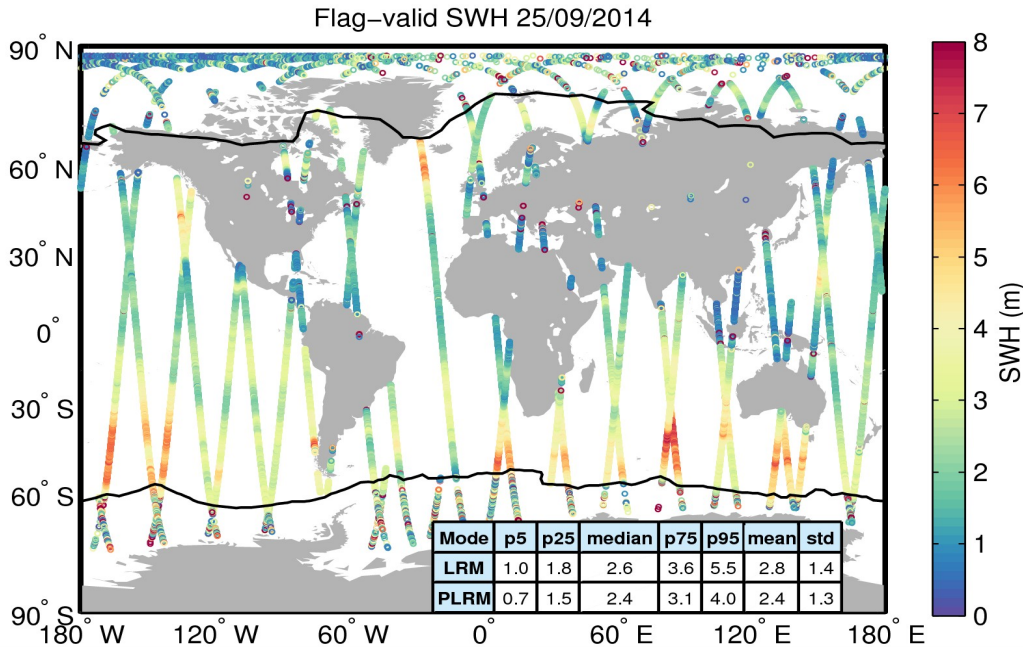 Flag−valid SWH 25/09/2014
90° N
60° N
30° N
0°
30° S
60° S
90° S
180° W
120° W
60° W
0°
60° E
120° E
180° E
Mode p5 p25 median p75 p95 mean std
LRM 1.0 1.8 2.6 3.6 5.5 2.8 1.4
PLRM 0.7 1.5 2.4 3.1 4.0 2.4 1.3
8
7
6
5
4
3
2
1
0
SWH (m)